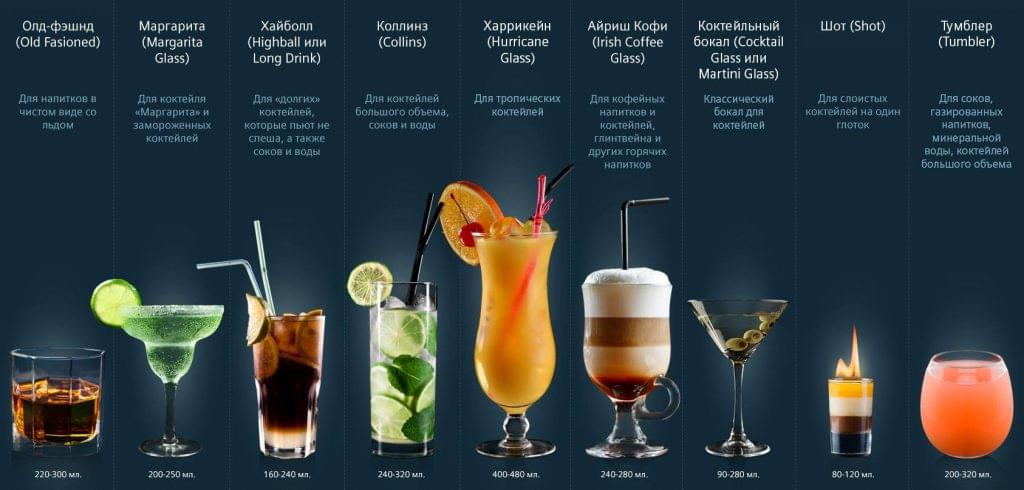 Олд-фэшнд
(Old Fasioned)
Для напитков в
чистом виде со
льдом
220-300 мл.
Маргарита
(Margarita
Glass)
Для коктейля
«Маргарита» и
замороженных
коктейлей
200-250 мл.
Хайболл
(Highball или
Long Drink)
Для «долгих»
коктейлей,
которые пьют не
спеша, а также
соков и воды
160-240 мл.
Коллинз
(Collins)
Для коктейлей
большого объема,
соков и воды
240-320 мл.
Харрикейн
(Hurricane
Glass)
Для тропических
коктейлей
400-480 мл.
Айриш Кофи
(Irish Coffee
Glass)
Для кофейных
напитков и
коктейлей,
глинтвейна и
других горячих
напитков
240-280 мл.
Коктейльный
бокал (Cocktail
Glass или
Martini Glass)
Классический
бокал для
коктейлей
90-280 мл.
Шот (Shot)
Для слоистых
коктейлей на один
глоток
80-120 мл.
Тумблер
(Tumbler)
Для соков,
газированных
напитков,
минеральной
воды, коктейлей
большого объема
200-320 мл.